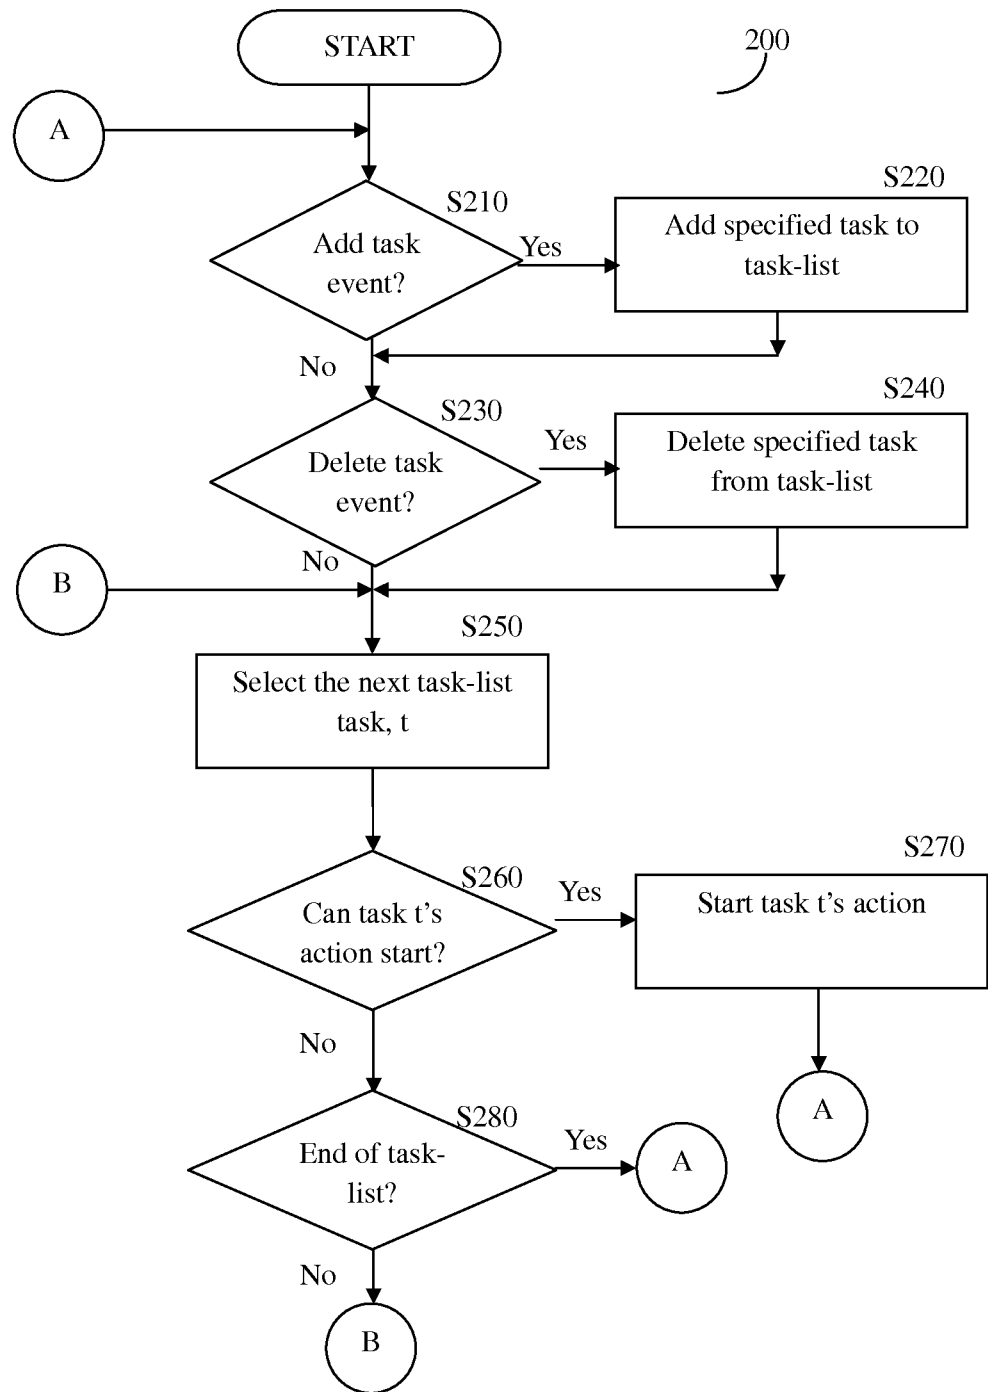 START
200
A
S210
Add task
event?
Yes
S220
Add specified task to
task-list
No
S230
Delete task
event?
Yes
S240
Delete specified task
from task-list
No
B
S250
Select the next task-list
task, t
S260
Can task t's
action start?
Yes
S270
Start task t's action
No
A
S280
End of task-
list?
Yes
A
No
B